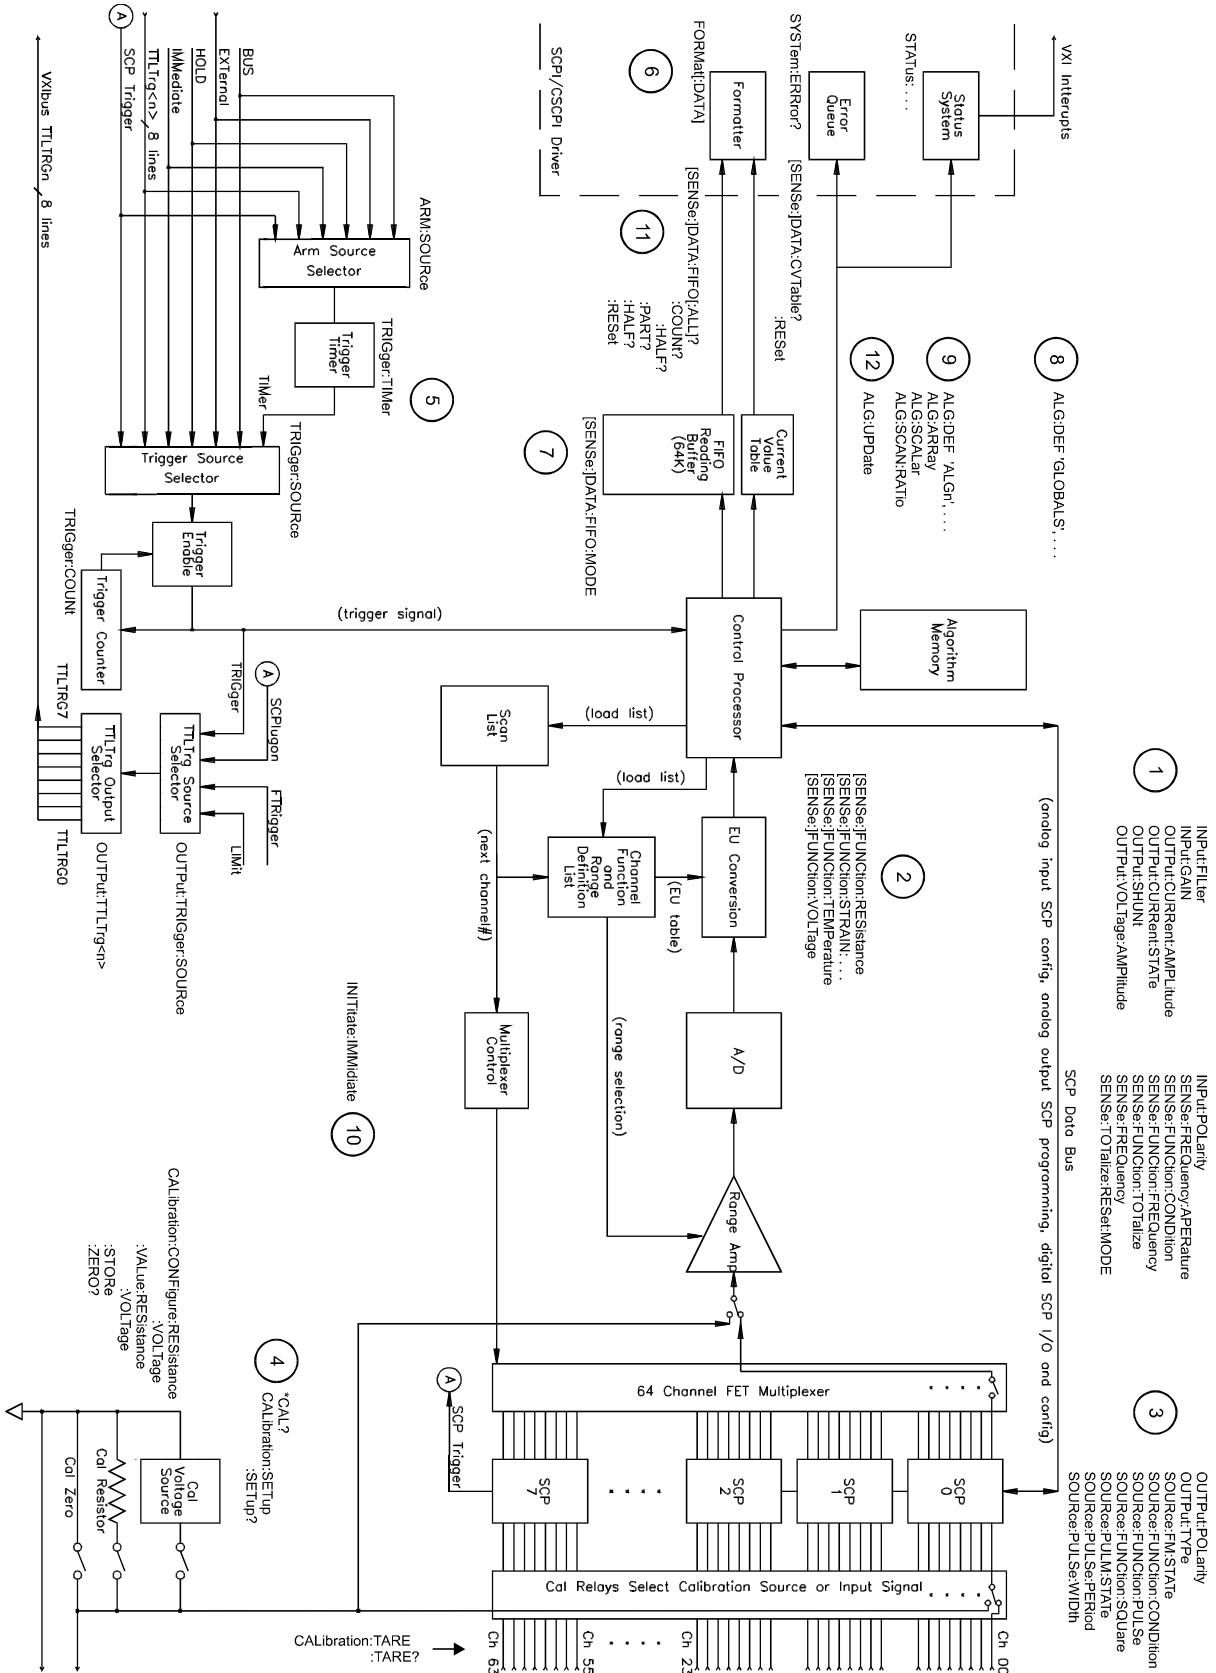 INPut:FILter
INPut:GAIN
OUTPut:CURRent:AMPLitude
OUTPut:CURRent:STATe
OUTPut:SHUNt
OUTPut:VOLTage:AMPlitude
1
INPut:POLarity
SENSe:FREQuency:APERature
SENSe:FUNCtion:CONDition
SENSe:FUNCtion:FREQuency
SENSe:FUNCtion:TOTalize
SENSe:FREQuency
SENSe:TOTalize:RESet:MODE
OUTPut:POLarity
OUTPut:TYPe
SOURce:FM:STATe
SOURce:FUNCtion:CONDition
SOURce:FUNCtion:PULSe
SOURce:FUNCtion:SQUare
SOURce:PULM:STATe
SOURce:PULSe:PERiod
SOURce:PULSe:WIDth
3
SCP Data Bus
(analog input SCP config, analog output SCP programming, digital SCP I/O and config)
VXI Intterupts
8
ALG:DEF 'GLOBALS', . . .
Status
System
STATus: . . . .
9
ALG:DEF 'ALGn', . . .
ALG:ARRay
ALG:SCALar
ALG:SCAN:RATio
12
ALG:UPDate
Algorithm
Memory
Error
Queue
SYSTem:ERRror?
2
[SENSe:]FUNCtion:RESistance
[SENSe:]FUNCtion:STRAIN: . . .
[SENSe:]FUNCtion:TEMPerature
[SENSe:]FUNCtion:VOLTage
[SENSe:]DATA:CVTable?
:RESet
Formatter
FORMat[:DATA]
6
Current
Value
Table
FIFO
Reading
Buffer
(64K)
[SENSe:]DATA:FIFO[:ALL]?
:COUNt?
:HALF?
:PART?
:HALF?
:RESet
11
7
[SENSe:]DATA:FIFO:MODE
SCPI/CSCPI Driver
Control Processor
EU Conversion
A/D
Range Amp
(load list)
(load list)
(EU table)
Channel
Function
and
Range
Definition
List
(range selection)
Scan
List
(next channel#)
Multiplexer
Control
INITitate:IMMidiate
10
64 Channel FET Multiplexer
. . . . .
SCP
0
SCP
1
SCP
2
. . . .
SCP
7
A
SCP Trigger
Cal Relays Select Calibration Source or Input Signal
. . . . .
Ch 00
Ch 23
. . . .
Ch 55
Ch 63
CALibration:TARE
:TARE?
4
*CAL?
CALibration:SETup
:SETup?
CALibration:CONFigure:RESistance
:VOLTage
:VALue:RESistance
:VOLTage
:STORe
:ZERO?
Cal
Voltage
Source
Cal Resistor
Cal Zero
ARM:SOURce
Arm Source
Selector
TRIGger:TIMer
Trigger
Timer
5
TIMer
TRIGger:SOURce
Trigger Source
Selector
BUS
EXTernal
HOLD
IMMediate
TTLTrg<n> 8 lines
SCP Trigger
A
Trigger
Enable
TRIGger:COUNt
Trigger Counter
(trigger signal)
TRIGger
A
SCPlugon
FTRigger
LIMit
TTLTrg Source
Selector
OUTPut:TRIGger:SOURce
TTLTrg Output
Selector
OUTPut:TTLTrg<n>
TTLTRG7
TTLTRG0
VXIbus TTLTRGn 8 lines